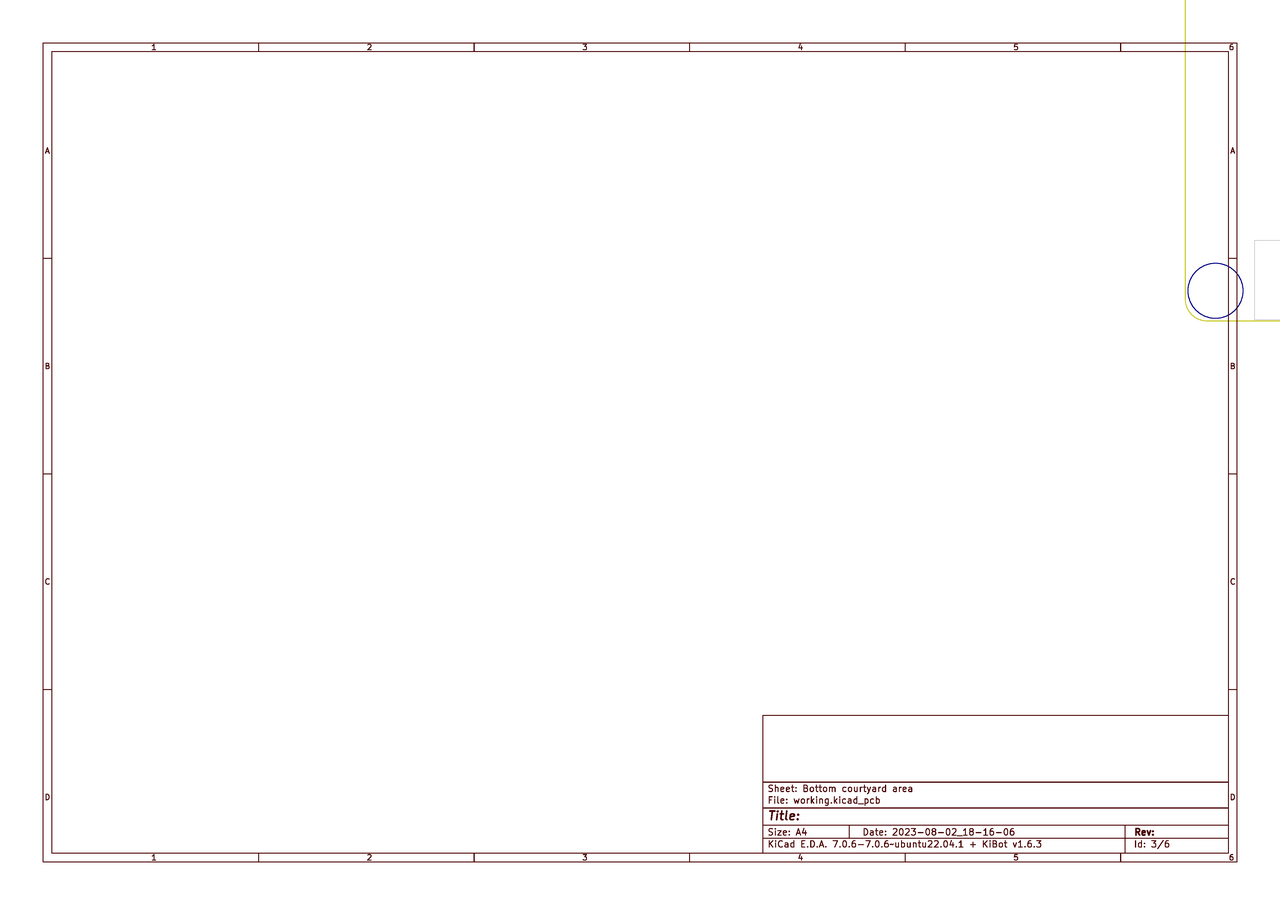 1 2 3 4 5 6
A A
B B
C C
D D
Sheet: Bottom courtyard area
File: working.kicad_pcb
Title:
Size: A4 Date: 2023-08-02_18-16-06 Rev:
KiCad E.D.A. 7.0.6-7.0.6~ubuntu22.04.1 + KiBot v1.6.3 Id: 3/6
1 2 3 4 5 6